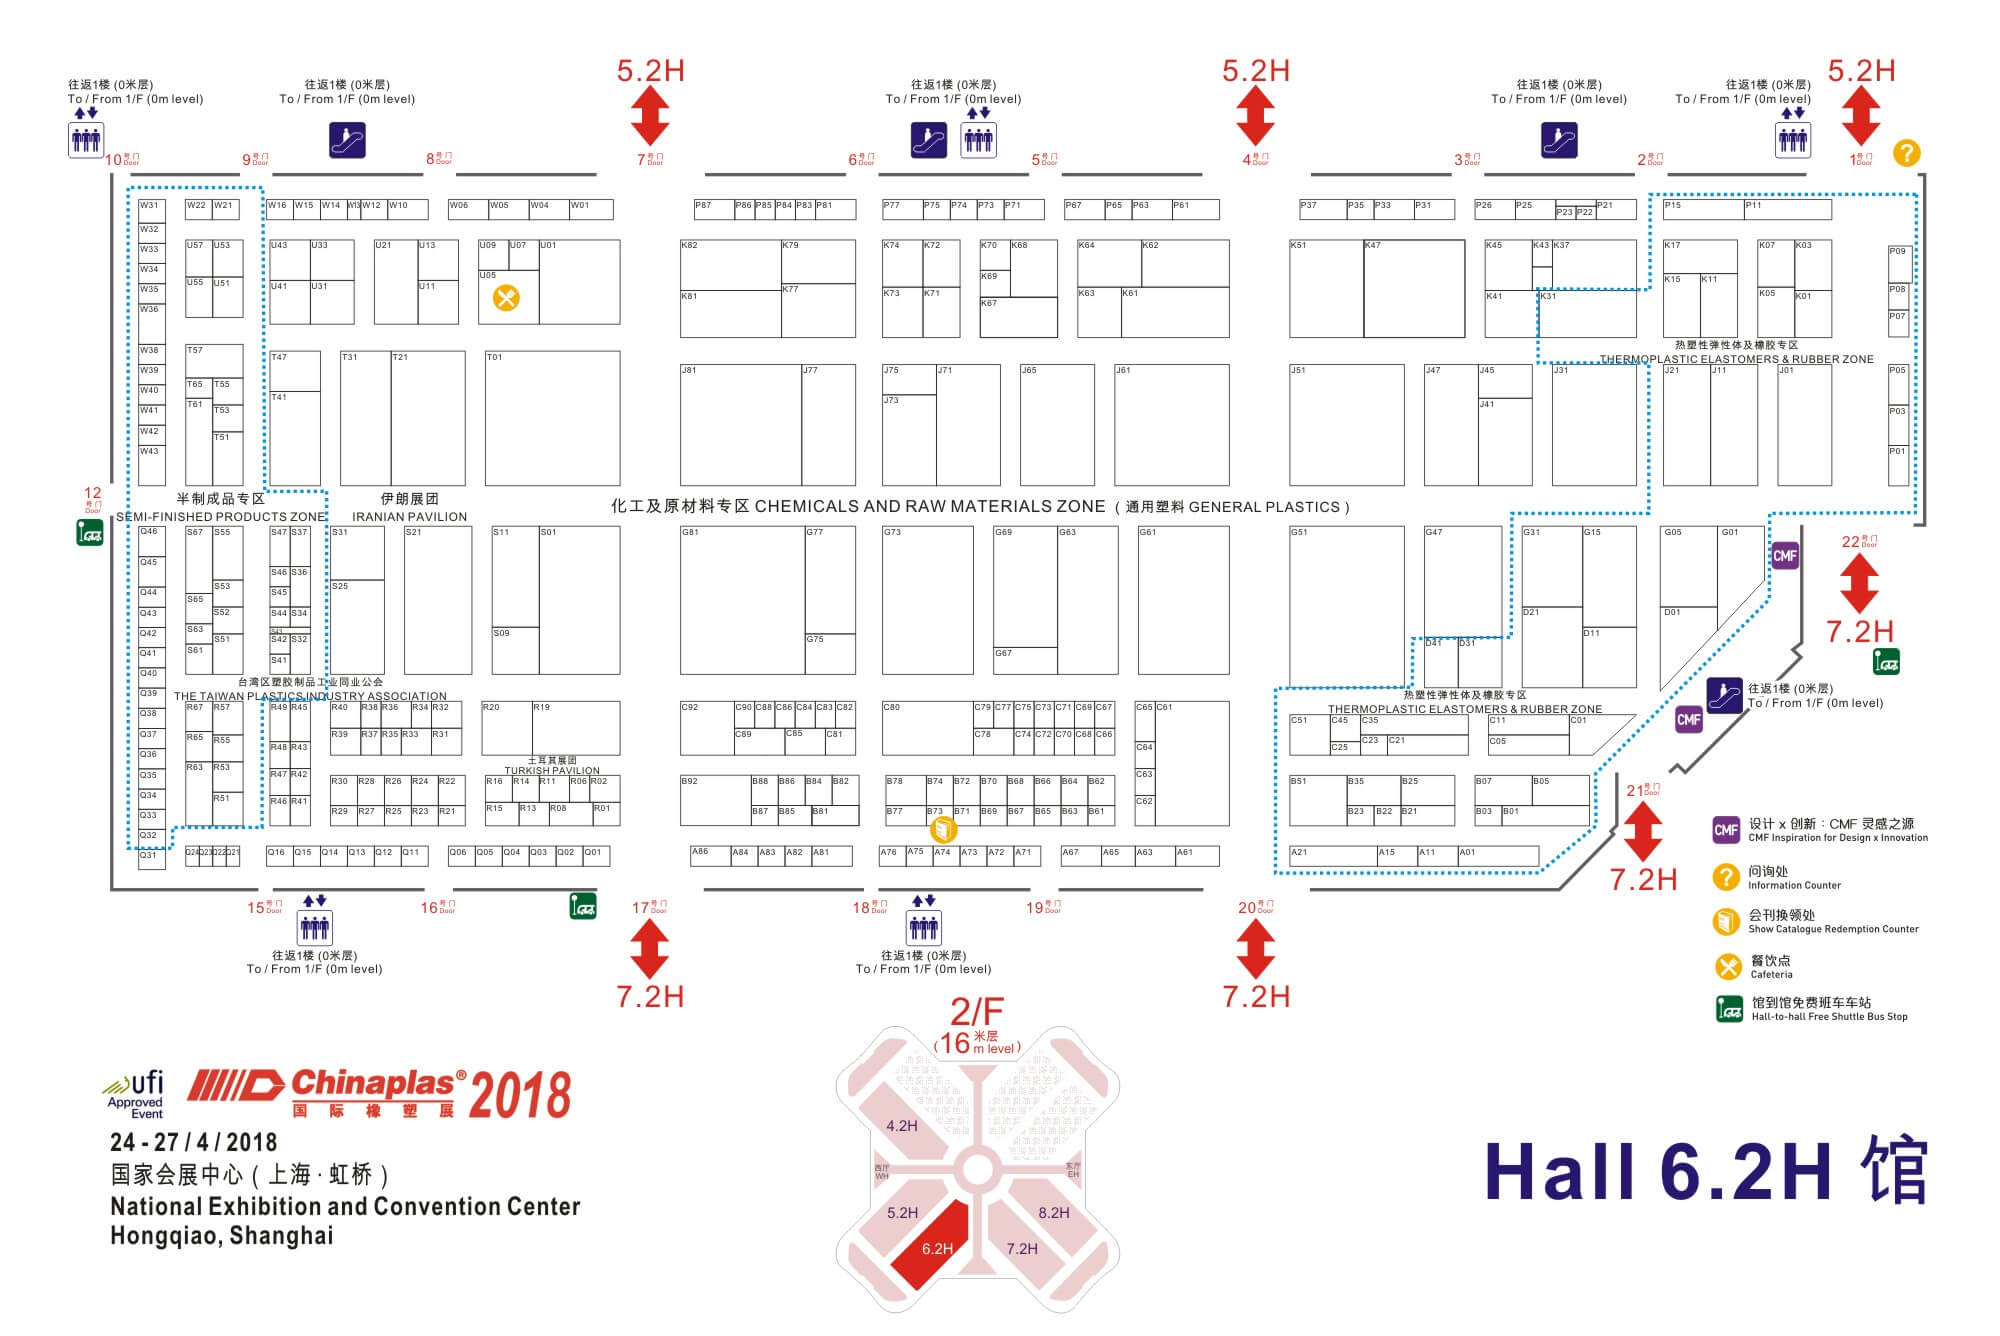 5.2H 5.2H 5.2H
往返1楼 (0米层) 往返1楼 (0米层) 往返1楼 (0米层) 往返1楼 (0米层) 往返1楼 (0米层)
To / From 1/F (0m level) To / From 1/F (0m level) To / From 1/F (0m level) To / From 1/F (0m level) To / From 1/F (0m level)
10号门 Door 9号门 Door 8号门 Door 7号门 Door 6号门 Door 5号门 Door 4号门 Door 3号门 Door 2号门 Door 1号门 Door ?
W31 W22 W21 W16 W15 W14 W13 W12 W10 W06 W05 W04 W01 P87 P86 P85 P84 P83 P81 P77 P75 P74 P73 P71 P67 P65 P63 P61 P37 P35 P33 P31 P26 P25 P23 P22 P21 P15 P11
W32
W33 U57 U53 U43 U33 U21 U13 U09 U07 U01 K82 K79 K74 K72 K70 K68 K64 K62 K51 K47 K45 K43 K37 K17 K07 K03 P09
W34 U05 K69 K15 K11
W35 U55 U51 U41 U31 U11 K81 K77 K73 K71 K67 K63 K61 K41 K31 K05 K01 P08
W36 P07
热塑性弹性体及橡胶专区
THERMOPLASTIC ELASTOMERS & RUBBER ZONE
W38 T57 T47 T31 T21 T01
W39 J81 J77 J75 J71 J65 J61 J51 J47 J45 J31 J21 J11 J01 P05
W40 T65 T55 T41 J73 J41
W41 T61 T53 P03
W42 T51
W43 P01
12号门 Door
半制成品专区 伊朗展团
SEMI-FINISHED PRODUCTS ZONE IRANIAN PAVILION
化工及原材料专区 CHEMICALS AND RAW MATERIALS ZONE ( 通用塑料 GENERAL PLASTICS )
Q46 S67 S55 S47 S37 S31 S21 S11 S01 G81 G77 G73 G69 G63 G61 G51 G47 G31 G15 G05 G01 CMF 22号门 Door
Q45 S46 S36
Q44 S65 S53 S45 S25
Q43 S52 S44 S34 D21 D01
Q42 S63 S43 S09 D11 7.2H
Q41 S61 S51 S42 S32 G75 D41 D31
Q40 S41 G67
台湾区塑胶制品工业同业公会
THE TAIWAN PLASTICS INDUSTRY ASSOCIATION
往返1楼 (0米层)
To / From 1/F (0m level)
CMF
热塑性弹性体及橡胶专区
THERMOPLASTIC ELASTOMERS & RUBBER ZONE
Q39
Q38 R67 R57 R49 R45 R40 R38 R36 R34 R32 R20 R19 C92 C90 C88 C86 C84 C83 C82 C80 C79 C77 C75 C73 C71 C69 C67 C65 C61 C51 C45 C35 C11 C01
Q37 R65 R55 R48 R43 R39 R37 R35 R33 R31 C89 C85 C81 C78 C74 C72 C70 C68 C66 C64 C25 C23 C21 C05
Q36
土耳其展团
TURKISH PAVILION
Q35 R63 R53 R47 R42 R30 R28 R26 R24 R22 R16 R14 R11 R06 R02 B92 B88 B86 B84 B82 B78 B74 B72 B70 B68 B66 B64 B62 C63 B51 B35 B25 B07 B05 21号门 Door
Q34 R51 R46 R41 C62
Q33 R29 R27 R25 R23 R21 R15 R13 R08 R01 B87 B85 B81 B77 B73 B71 B69 B67 B65 B63 B61 B23 B22 B21 B03 B01
Q32
Q31 Q24 Q23 Q22 Q21 Q16 Q15 Q14 Q13 Q12 Q11 Q06 Q05 Q04 Q03 Q02 Q01 A86 A84 A83 A82 A81 A76 A75 A74 A73 A72 A71 A67 A65 A63 A61 A21 A15 A11 A01
7.2H
15号门 Door 16号门 Door 17号门 Door 18号门 Door 19号门 Door 20号门 Door
往返1楼 (0米层) 往返1楼 (0米层)
To / From 1/F (0m level) To / From 1/F (0m level)
7.2H 7.2H
CMF 设计 x 创新：CMF 灵感之源
CMF Inspiration for Design x Innovation
? 问询处
Information Counter
会刊换领处
Show Catalogue Redemption Counter
餐饮点
Cafeteria
馆到馆免费班车车站
Hall-to-hall Free Shuttle Bus Stop
2/F
(16米层 m level)
4.2H
西厅 WH 东厅 EH
5.2H 8.2H
6.2H 7.2H
ufi
Approved
Event
Chinaplas® 2018
国际橡塑展
24 - 27 / 4 / 2018
国家会展中心 ( 上海 · 虹桥 )
National Exhibition and Convention Center
Hongqiao, Shanghai
Hall 6.2H 馆